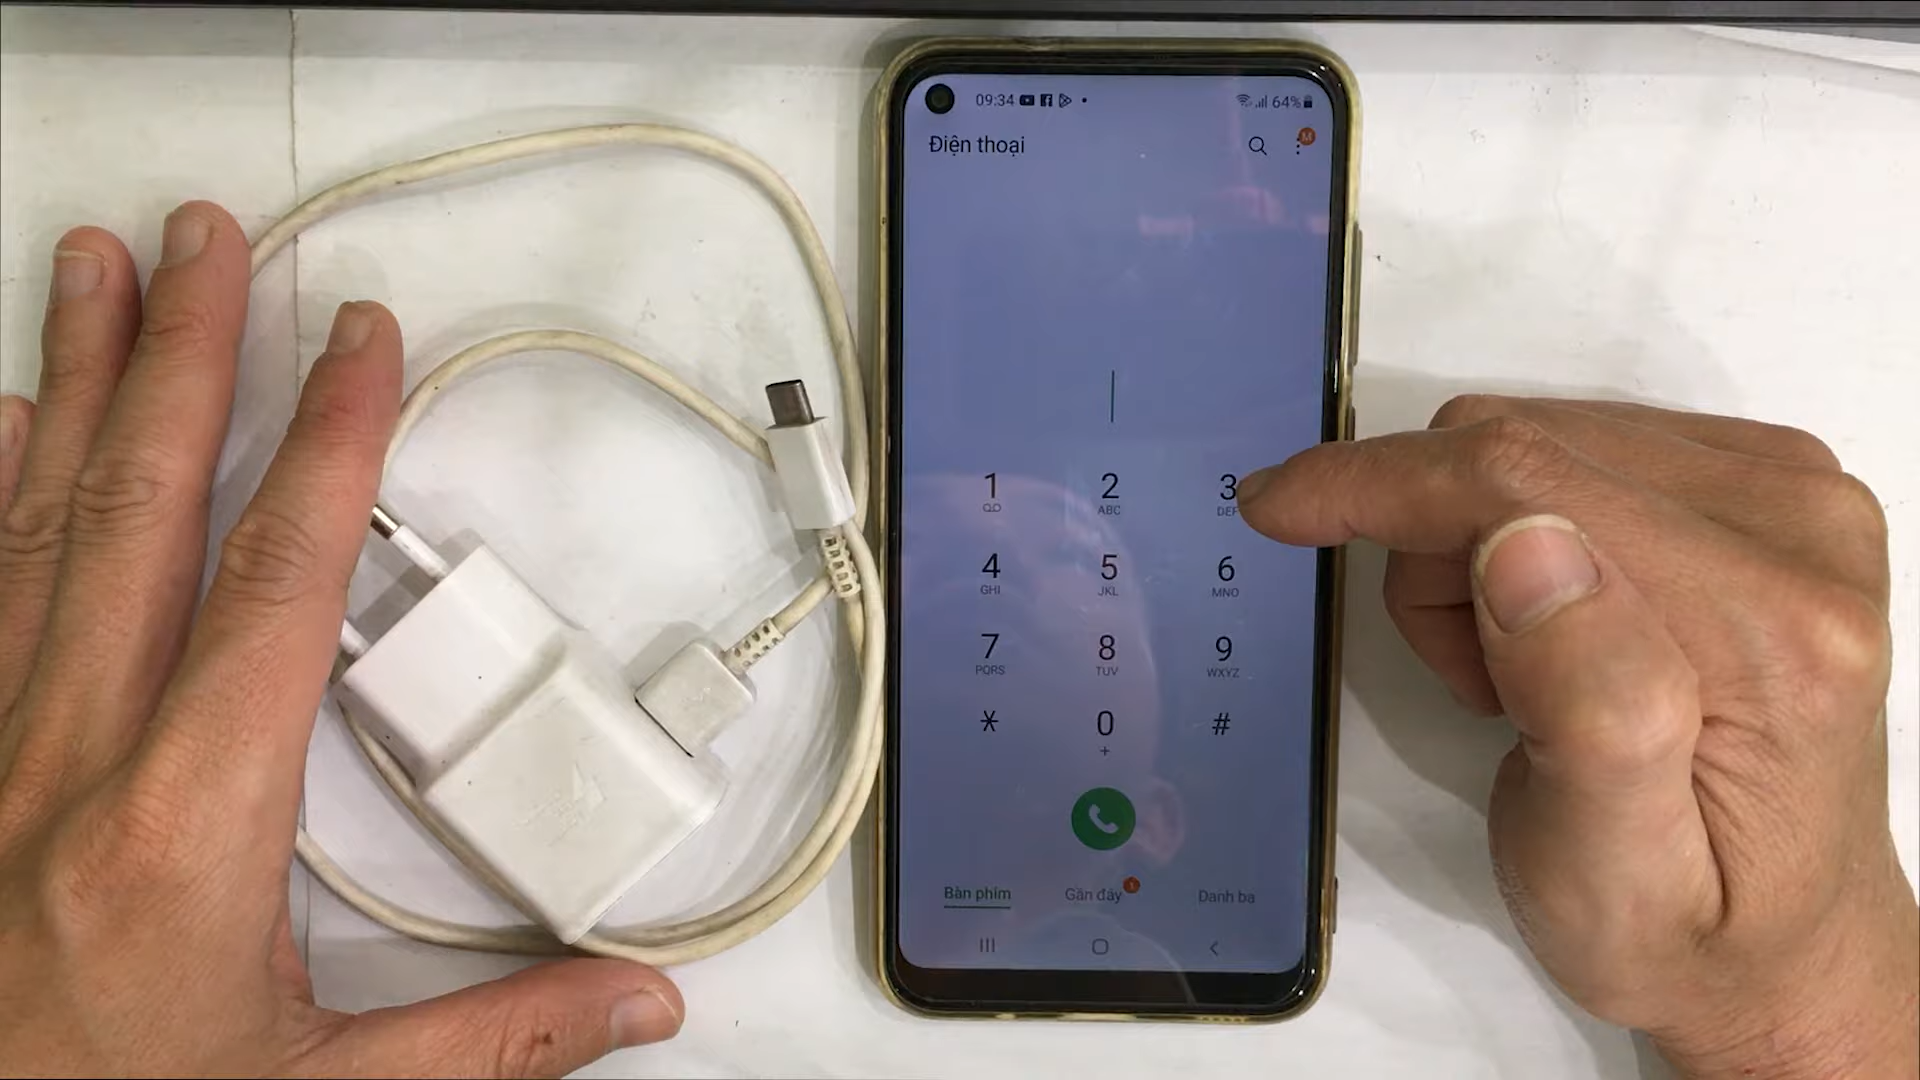 09:34
64%
Điện thoại
M
1
2
ABC
3
DEF
4
GHI
5
JKL
6
MNO
7
PQRS
8
TUV
9
WXYZ
*
0
+
#
Bàn phím
Gần đây
1
Danh bạ